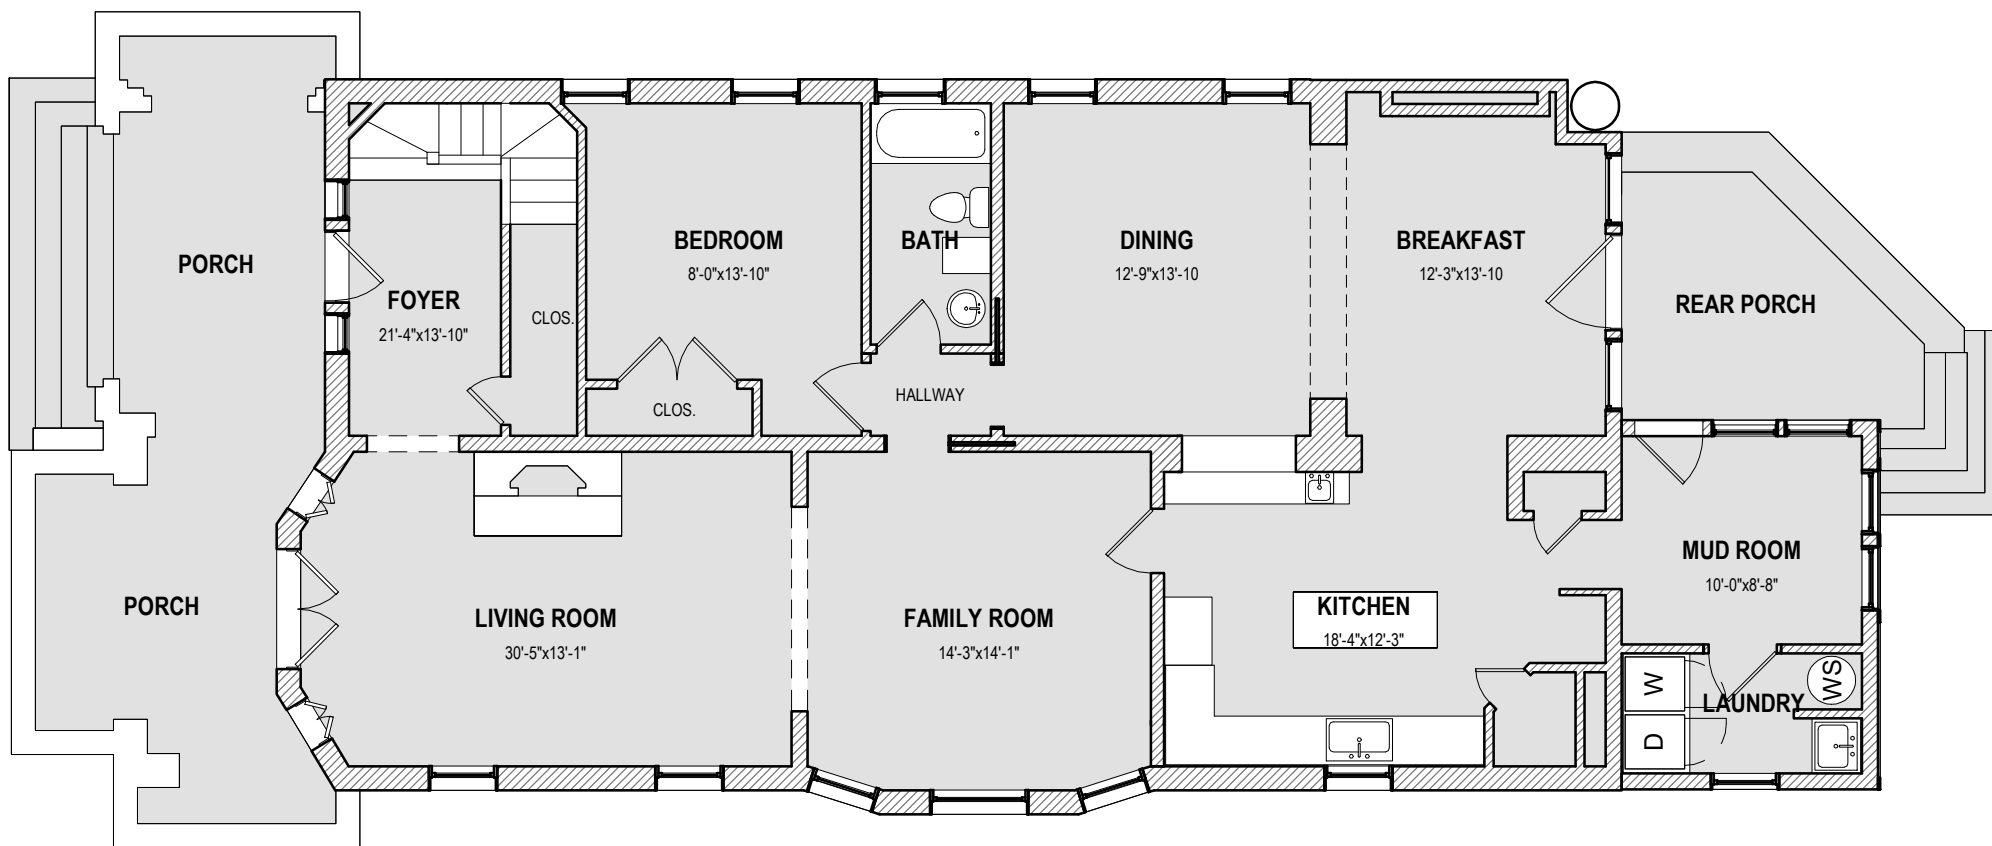 PORCH
FOYER
21'-4"x13'-10"
CLOS.
BEDROOM
8'-0"x13'-10"
CLOS.
BATH
HALLWAY
DINING
12'-9"x13'-10
BREAKFAST
12'-3"x13'-10
REAR PORCH
PORCH
LIVING ROOM
30'-5"x13'-1"
FAMILY ROOM
14'-3"x14'-1"
KITCHEN
18'-4"x12'-3"
MUD ROOM
10'-0"x8'-8"
W
D
LAUNDRY
WS